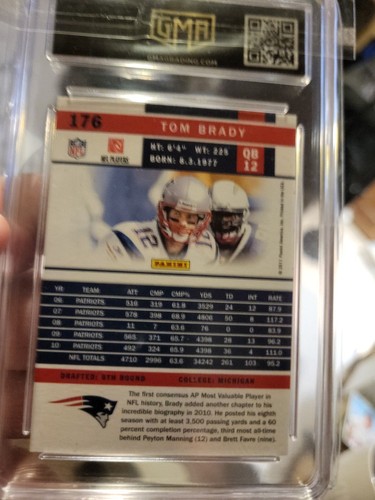 GMA
GMAGRADING.COM
176
TOM BRADY
NFL PLAYERS
HT: 6'4" WT: 225
BORN: 8.3.1977
QB
12
12
PANINI
YR. TEAM: ATT CMP CMP% YDS TD INT RATE
06 PATRIOTS 516 319 61.8 3529 24 12 87.9
07 PATRIOTS 578 398 68.9 4806 50 8 117.2
08 PATRIOTS 11 7 63.6 76 0 0 83.9
09 PATRIOTS 565 371 65.7 4398 28 13 96.2
10 PATRIOTS 492 324 65.9 36 4 111.0
NFL TOTALS 4710 2996 63.6 34242 261 103 95.2
DRAFTED: 6TH ROUND COLLEGE: MICHIGAN
The first consensus AP Most Valuable Player in
NFL history, Brady added another chapter to his
incredible biography in 2010. He posted his eighth
season with at least 3,500 passing yards and a 60
percent completion percentage, third most all-time
behind Peyton Manning (12) and Brett Favre (nine).